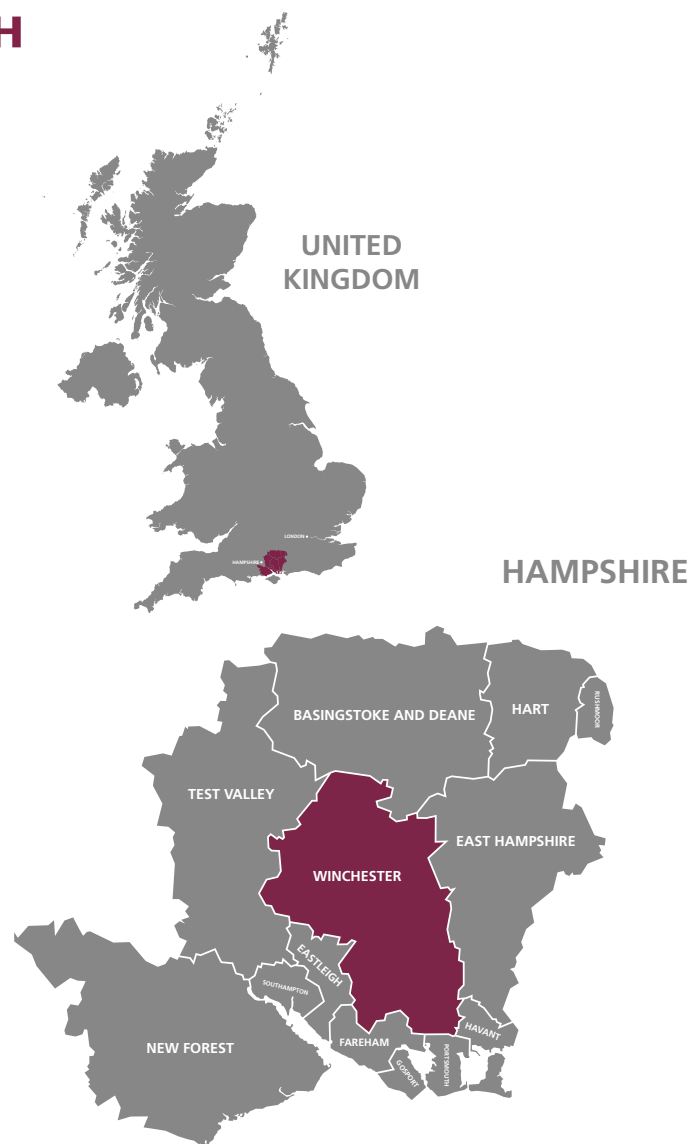 H
UNITED
KINGDOM
LONDON
HAMPSHIRE
HAMPSHIRE
BASINGSTOKE AND DEANE
HART
RUSHMOOR
TEST VALLEY
EAST HAMPSHIRE
WINCHESTER
EASTLEIGH
SOUTHAMPTON
HAVANT
FAREHAM
NEW FOREST
PORTSMOUTH
GOSPORT